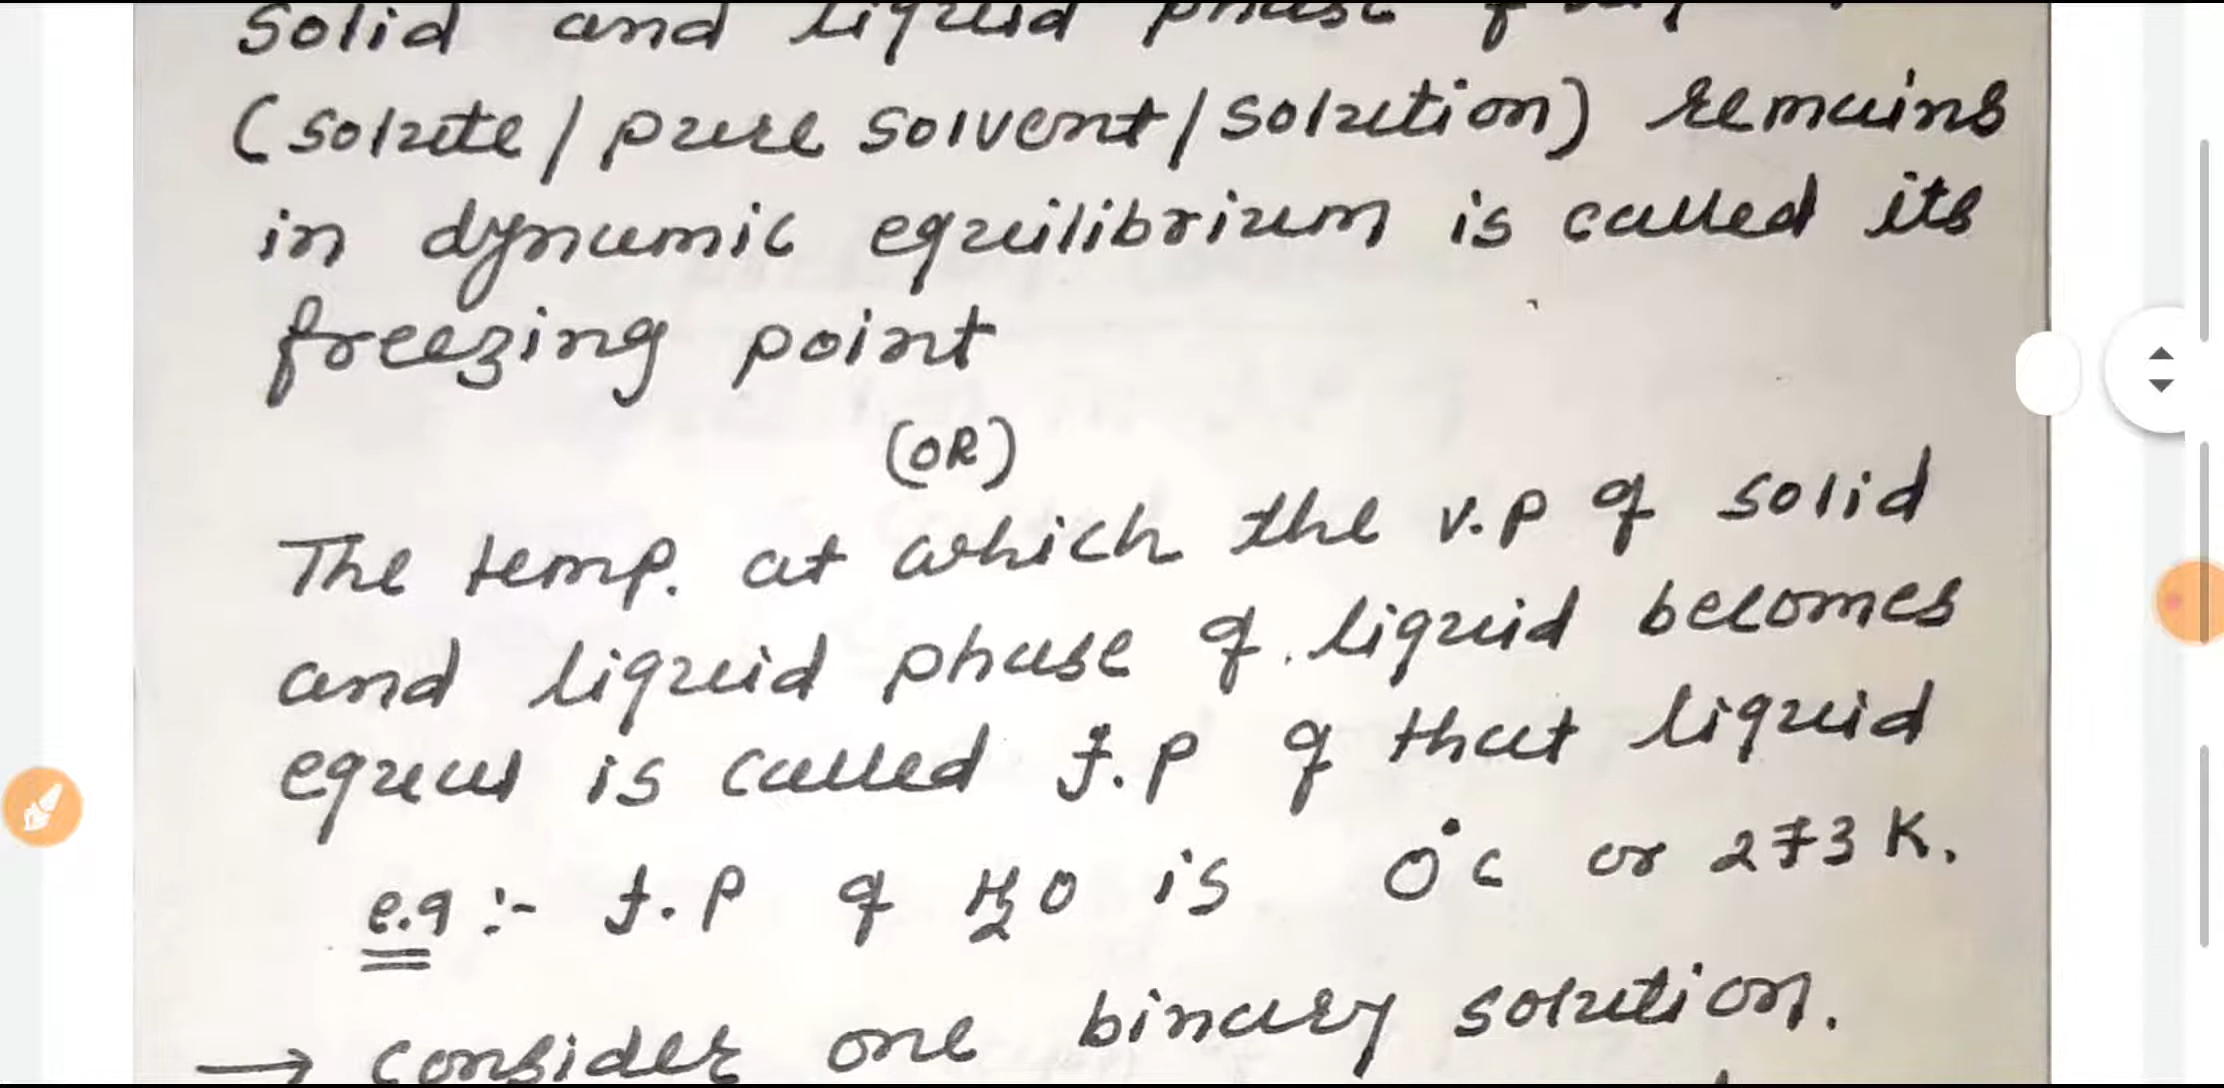 Solid and liquid phase
(solute/pure solvent/solution) remains
in dynamic equilibrium is called its
freezing point
(OR)
The temp. at which the v.p of solid
and liquid phase of liquid becomes
equal is called f.p of that liquid
e.g :- f.p of H2O is 0°C or 273 K.
→ consider one binary solution.